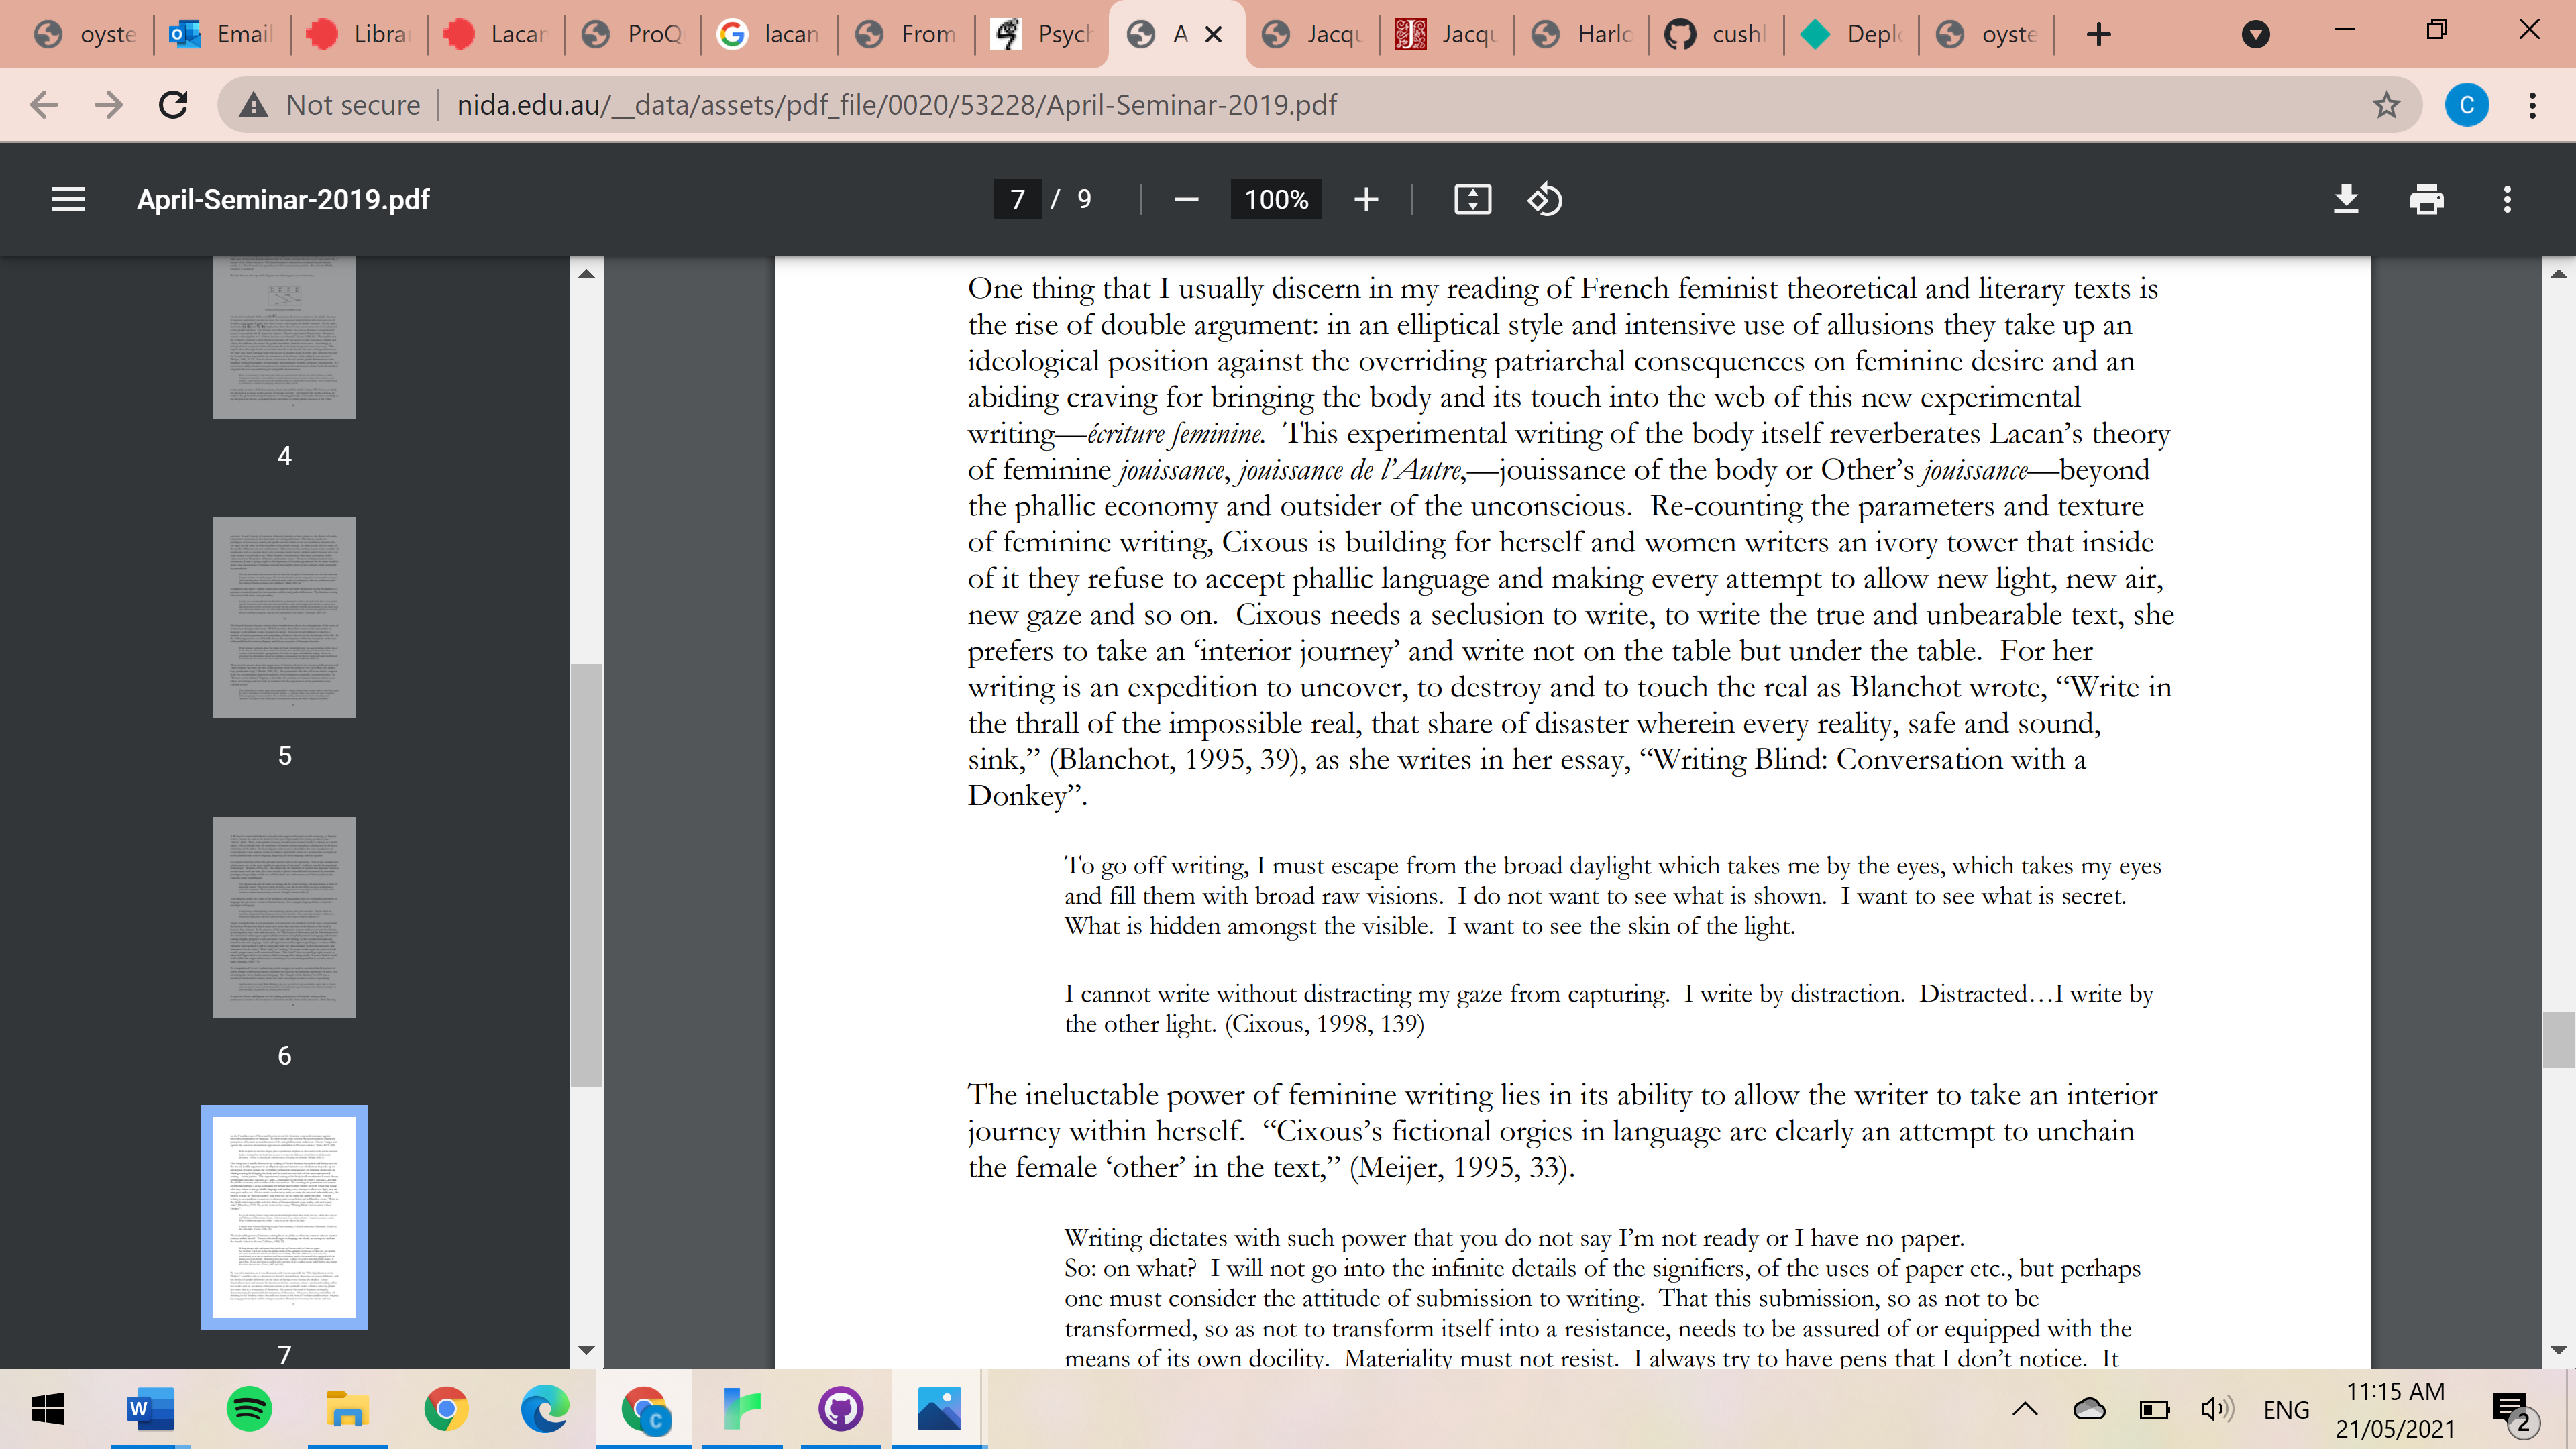 oyste
Email
Librar
Lacan
ProQ
lacan
From
Psych
A
Jacqu
Jacqu
Harlo
cushl
Deplo
oyste
Not secure
nida.edu.au/__data/assets/pdf_file/0020/53228/April-Seminar-2019.pdf
C
April-Seminar-2019.pdf
7 / 9
100%
4
5
6
7
One thing that I usually discern in my reading of French feminist theoretical and literary texts is
the rise of double argument: in an elliptical style and intensive use of allusions they take up an
ideological position against the overriding patriarchal consequences on feminine desire and an
abiding craving for bringing the body and its touch into the web of this new experimental
writing—écriture feminine. This experimental writing of the body itself reverberates Lacan’s theory
of feminine jouissance, jouissance de l’Autre,—jouissance of the body or Other’s jouissance—beyond
the phallic economy and outsider of the unconscious. Re-counting the parameters and texture
of feminine writing, Cixous is building for herself and women writers an ivory tower that inside
of it they refuse to accept phallic language and making every attempt to allow new light, new air,
new gaze and so on. Cixous needs a seclusion to write, to write the true and unbearable text, she
prefers to take an ‘interior journey’ and write not on the table but under the table. For her
writing is an expedition to uncover, to destroy and to touch the real as Blanchot wrote, “Write in
the thrall of the impossible real, that share of disaster wherein every reality, safe and sound,
sink,” (Blanchot, 1995, 39), as she writes in her essay, “Writing Blind: Conversation with a
Donkey”.
To go off writing, I must escape from the broad daylight which takes me by the eyes, which takes my eyes
and fill them with broad raw visions. I do not want to see what is shown. I want to see what is secret.
What is hidden amongst the visible. I want to see the skin of the light.
I cannot write without distracting my gaze from capturing. I write by distraction. Distracted…I write by
the other light. (Cixous, 1998, 139)
The ineluctable power of feminine writing lies in its ability to allow the writer to take an interior
journey within herself. “Cixous’s fictional orgies in language are clearly an attempt to unchain
the female ‘other’ in the text,” (Meijer, 1995, 33).
Writing dictates with such power that you do not say I’m not ready or I have no paper.
So: on what? I will not go into the infinite details of the signifiers, of the uses of paper etc., but perhaps
one must consider the attitude of submission to writing. That this submission, so as not to be
transformed, so as not to transform itself into a resistance, needs to be assured of or equipped with the
means of its own docility. Materiality must not resist. I always try to have pens that I don’t notice. It
W
C
ENG
11:15 AM
21/05/2021
2